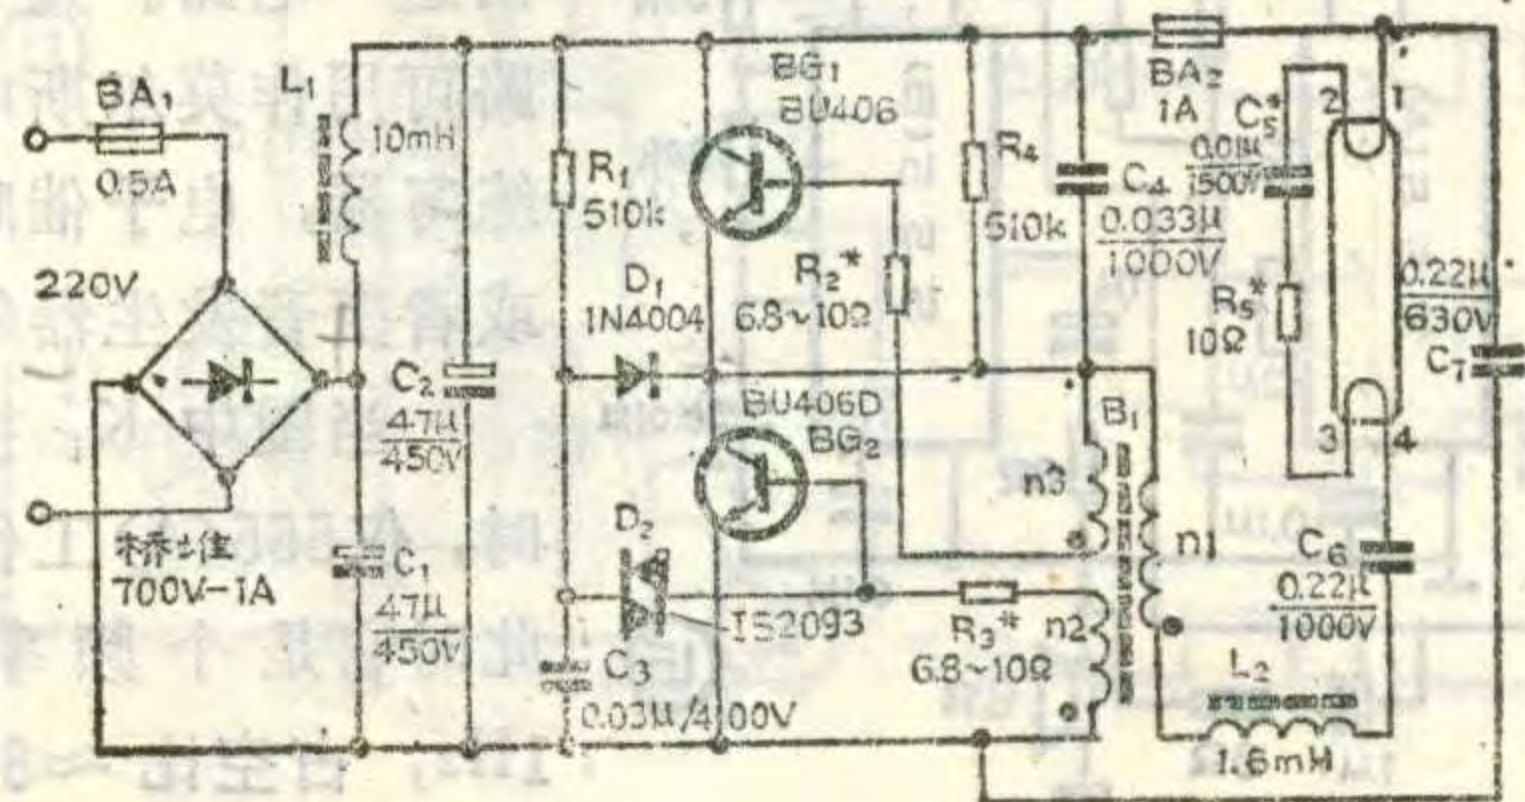 BA₁
0.5A
220V
桥堆
700V-1A
L₁
10mH
C₁
47μ
450V
C₂
47μ
450V
R₁
510k
D₁
1N4004
D₂
1S2093
C₃
0.03μ/400V
BG₁
BU406
R₂*
6.8~10Ω
BU406D
BG₂
R₃*
6.8~10Ω
R₄
510k
C₄
0.033μ
1000V
B₁
n3
n1
n2
BA₂
1A
C₅*
0.01μ
1500V
R₅*
10Ω
2
1
3
4
0.22μ
630V
C₇
C₆
0.22μ
1000V
L₂
1.6mH